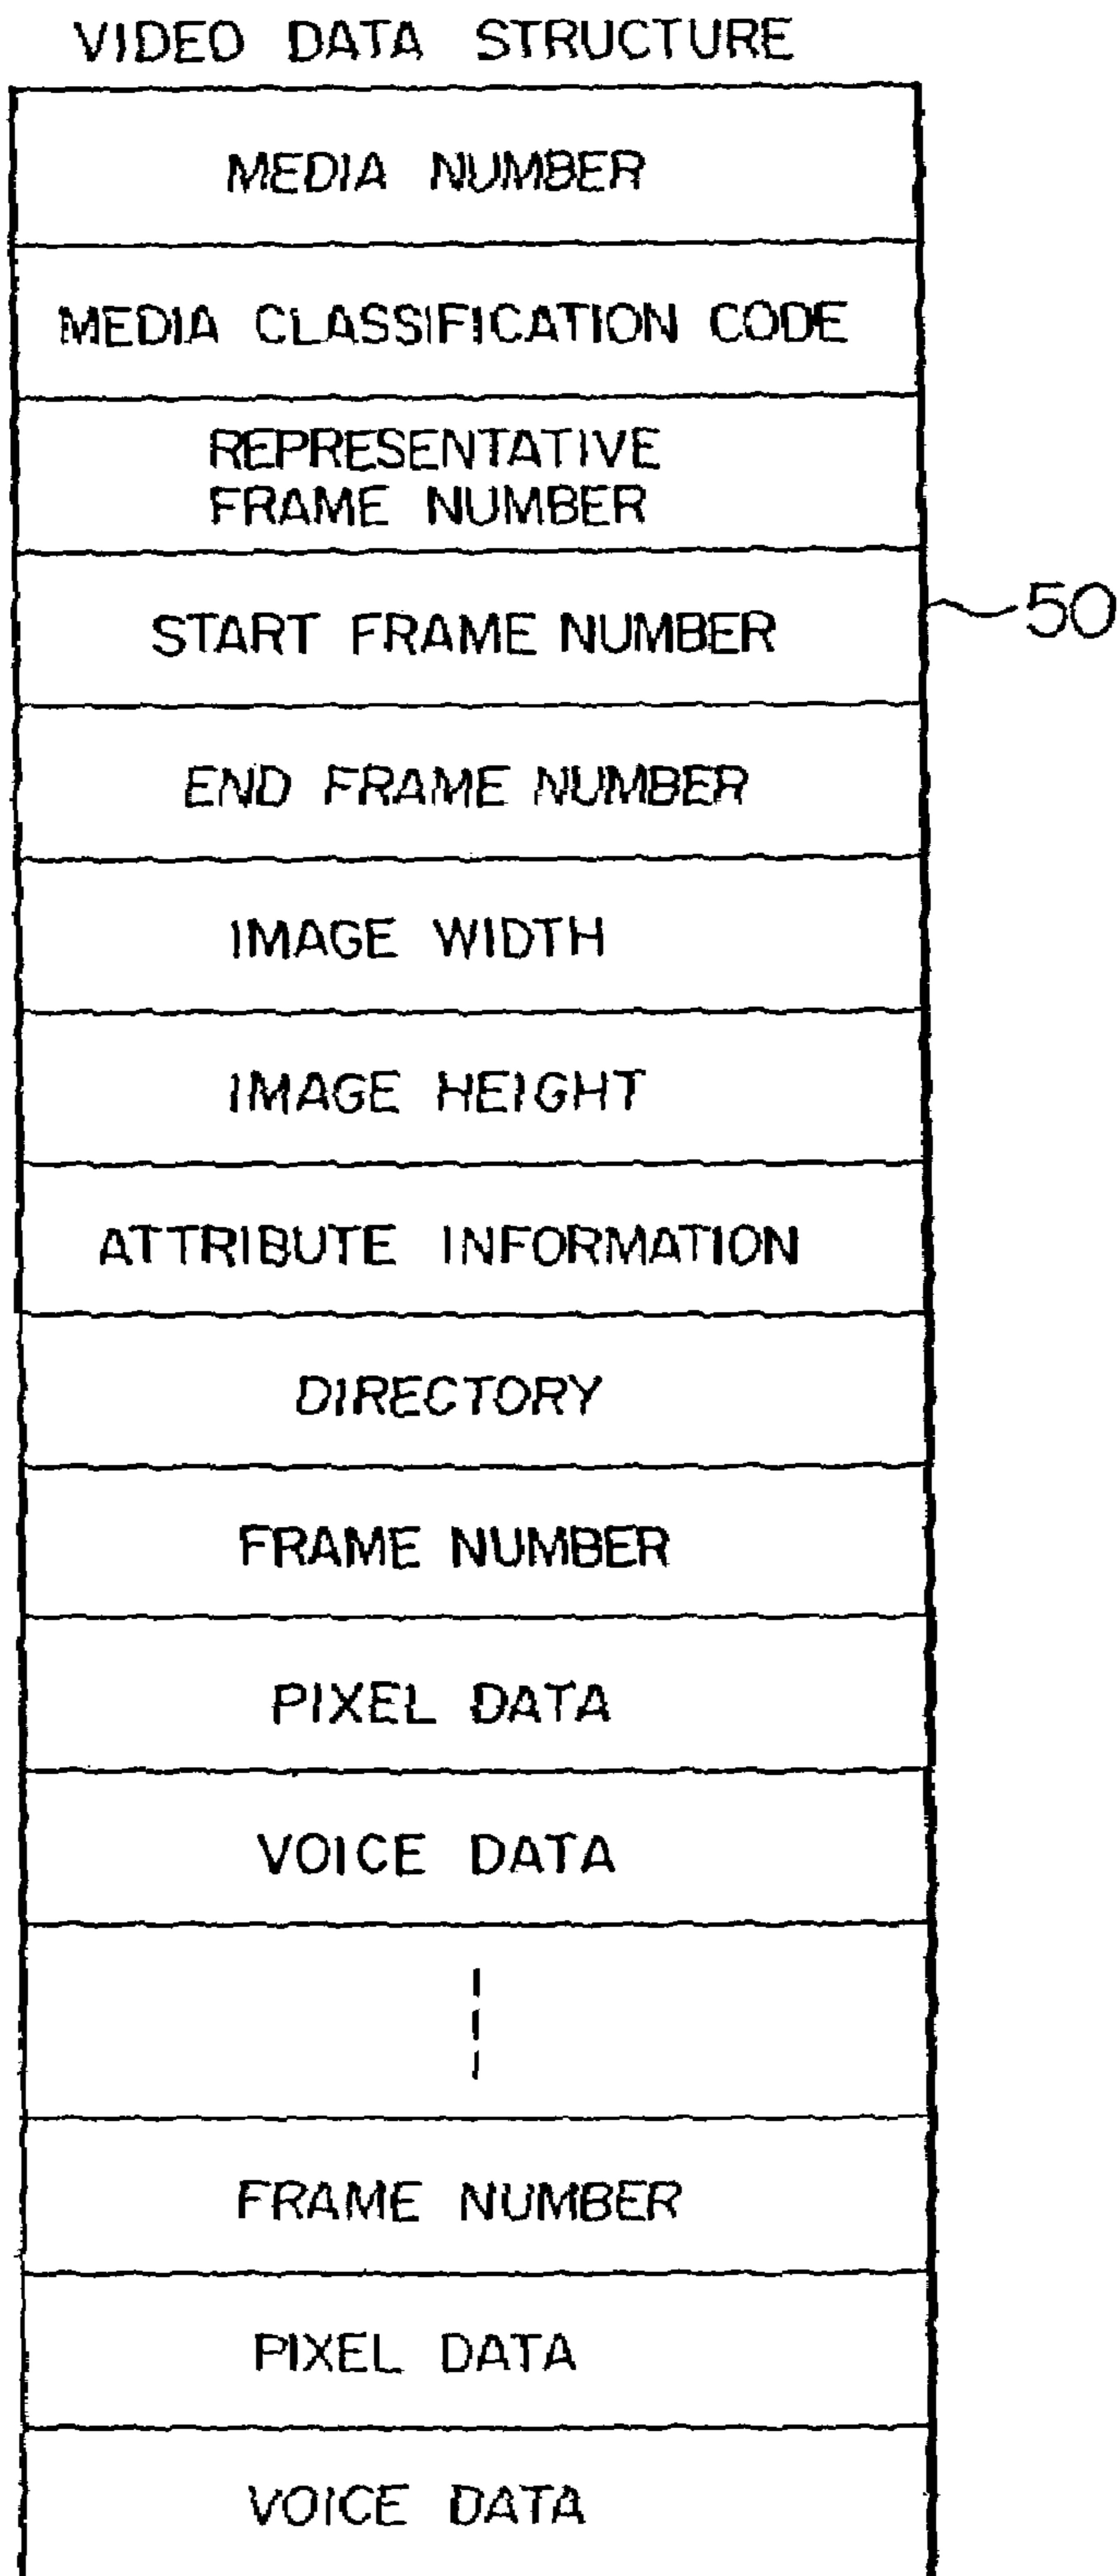 VIDEO DATA STRUCTURE
MEDIA NUMBER
MEDIA CLASSIFICATION CODE
REPRESENTATIVE
FRAME NUMBER
START FRAME NUMBER
50
END FRAME NUMBER
IMAGE WIDTH
IMAGE HEIGHT
ATTRIBUTE INFORMATION
DIRECTORY
FRAME NUMBER
PIXEL DATA
VOICE DATA
FRAME NUMBER
PIXEL DATA
VOICE DATA